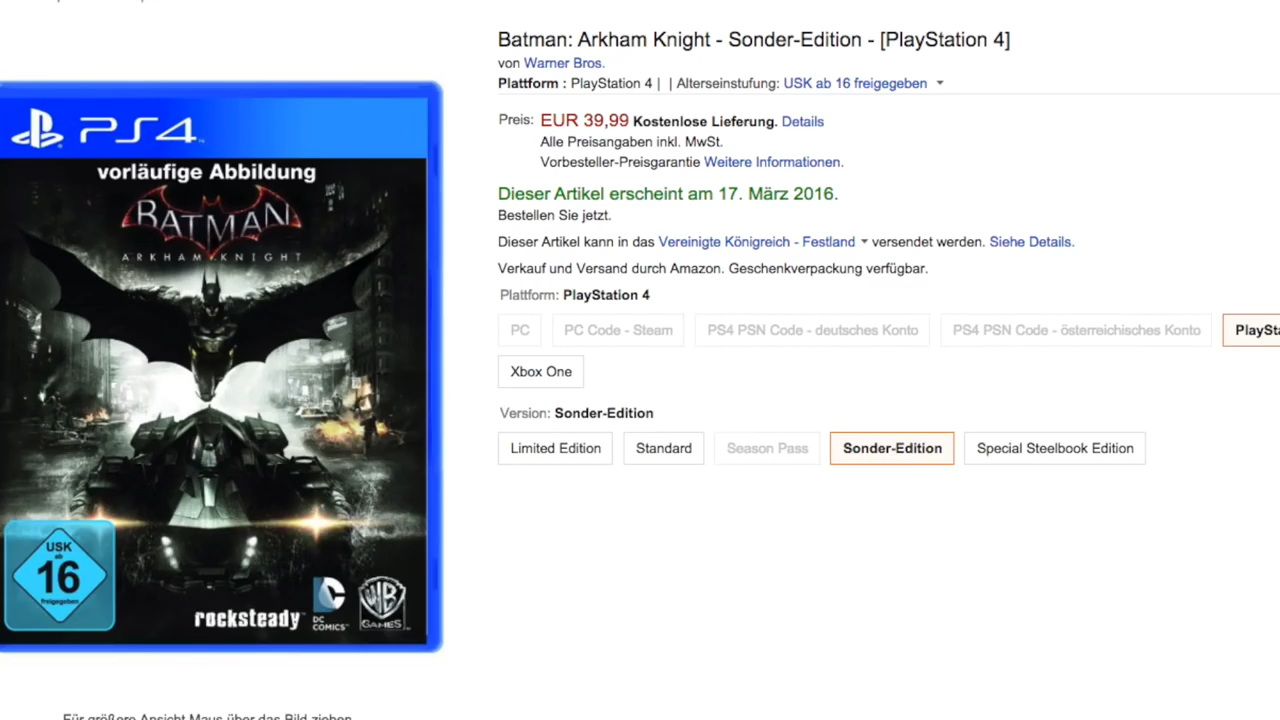 Batman: Arkham Knight - Sonder-Edition - [PlayStation 4]
von Warner Bros.
Plattform : PlayStation 4 | | Alterseinstufung: USK ab 16 freigegeben
Preis: EUR 39,99 Kostenlose Lieferung. Details
Alle Preisangaben inkl. MwSt.
Vorbesteller-Preisgarantie Weitere Informationen.
Dieser Artikel erscheint am 17. März 2016.
Bestellen Sie jetzt.
Dieser Artikel kann in das Vereinigte Königreich - Festland versendet werden. Siehe Details.
Verkauf und Versand durch Amazon. Geschenkverpackung verfügbar.
Plattform: PlayStation 4
PC PC Code - Steam PS4 PSN Code - deutsches Konto PS4 PSN Code - österreichisches Konto PlaySta
Xbox One
Version: Sonder-Edition
Limited Edition Standard Season Pass Sonder-Edition Special Steelbook Edition
PS4
vorläufige Abbildung
BATMAN
ARKHAM KNIGHT
USK
ab
16
freigegeben
rocksteady
DC
COMICS
WB
GAMES
Für größere Ansicht Maus über das Bild ziehen